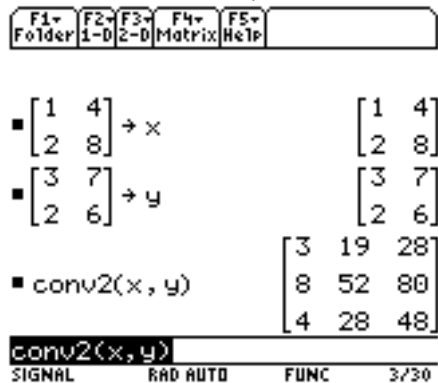 F1 F2 F3 F4 F5
Folder 1-D 2-D Matrix Help
[1 4]
[2 8] → x
[1 4]
[2 8]
[3 7]
[2 6] → y
[3 7]
[2 6]
conv2(x,y)
[3 19 28]
[8 52 80]
[4 28 48]
conv2(x,y)
SIGNAL RAD AUTO FUNC 3/30